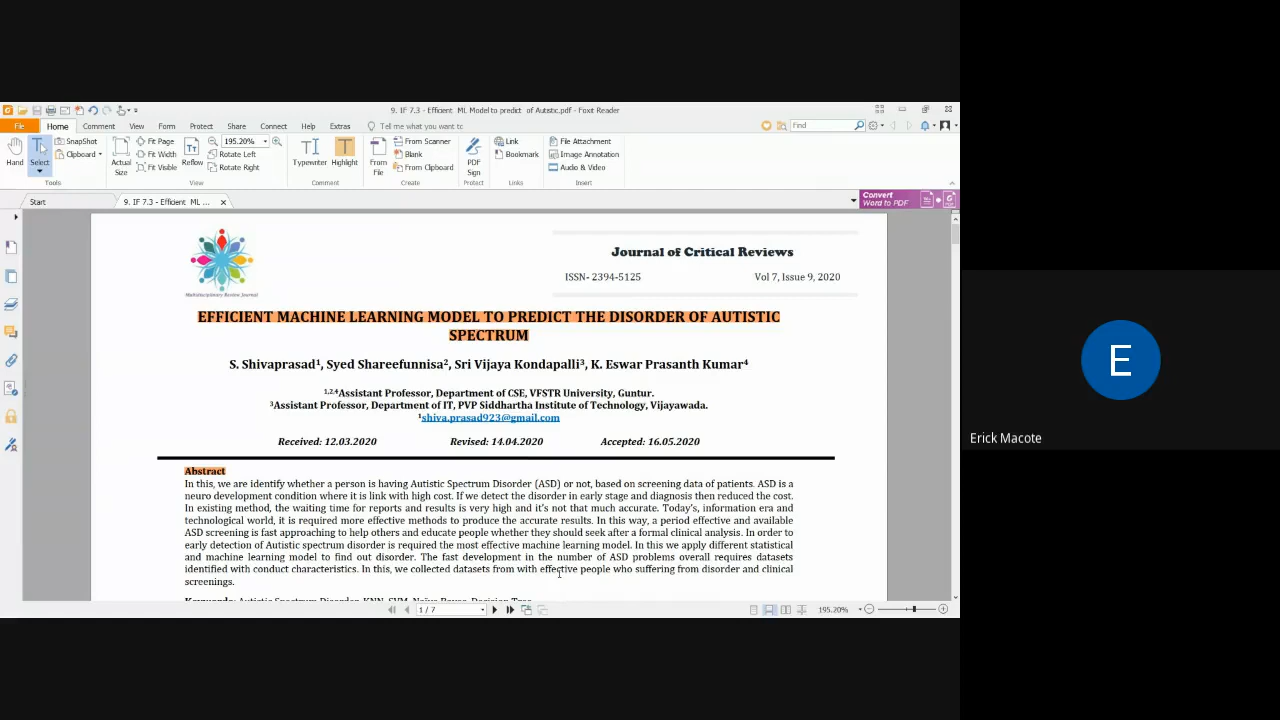 9. IF 7.3 - Efficient ML Model to predict of Autistic.pdf - Foxit Reader
File Home Comment View Form Protect Share Connect Help Extras Tell me what you want to Find
Hand Select SnapShot Clipboard Actual Size Fit Page Fit Width Fit Visible Reflow 195.20% Rotate Left Rotate Right Typewriter Highlight From File From Scanner Blank From Clipboard PDF Sign Link Bookmark File Attachment Image Annotation Audio & Video
Tools View Comment Create Protect Links Insert
Start 9. IF 7.3 - Efficient ML ... Convert Word to PDF
Journal of Critical Reviews
ISSN- 2394-5125 Vol 7, Issue 9, 2020
Multidisciplinary Review Journal
EFFICIENT MACHINE LEARNING MODEL TO PREDICT THE DISORDER OF AUTISTIC
SPECTRUM
S. Shivaprasad1, Syed Shareefunnisa2, Sri Vijaya Kondapalli3, K. Eswar Prasanth Kumar4
1,2,4Assistant Professor, Department of CSE, VFSTR University, Guntur.
3Assistant Professor, Department of IT, PVP Siddhartha Institute of Technology, Vijayawada.
1shiva.prasad923@gmail.com
Received: 12.03.2020 Revised: 14.04.2020 Accepted: 16.05.2020
Abstract
In this, we are identify whether a person is having Autistic Spectrum Disorder (ASD) or not, based on screening data of patients. ASD is a
neuro development condition where it is link with high cost. If we detect the disorder in early stage and diagnosis then reduced the cost.
In existing method, the waiting time for reports and results is very high and it's not that much accurate. Today's, information era and
technological world, it is required more effective methods to produce the accurate results. In this way, a period effective and available
ASD screening is fast approaching to help others and educate people whether they should seek after a formal clinical analysis. In order to
early detection of Autistic spectrum disorder is required the most effective machine learning model. In this we apply different statistical
and machine learning model to find out disorder. The fast development in the number of ASD problems overall requires datasets
identified with conduct characteristics. In this, we collected datasets from with effective people who suffering from disorder and clinical
screenings.
Keywords: Autistic Spectrum Disorder, KNN, SVM, Naïve Bayes, Decision Tree
1 / 7 195.20%
E
Erick Macote